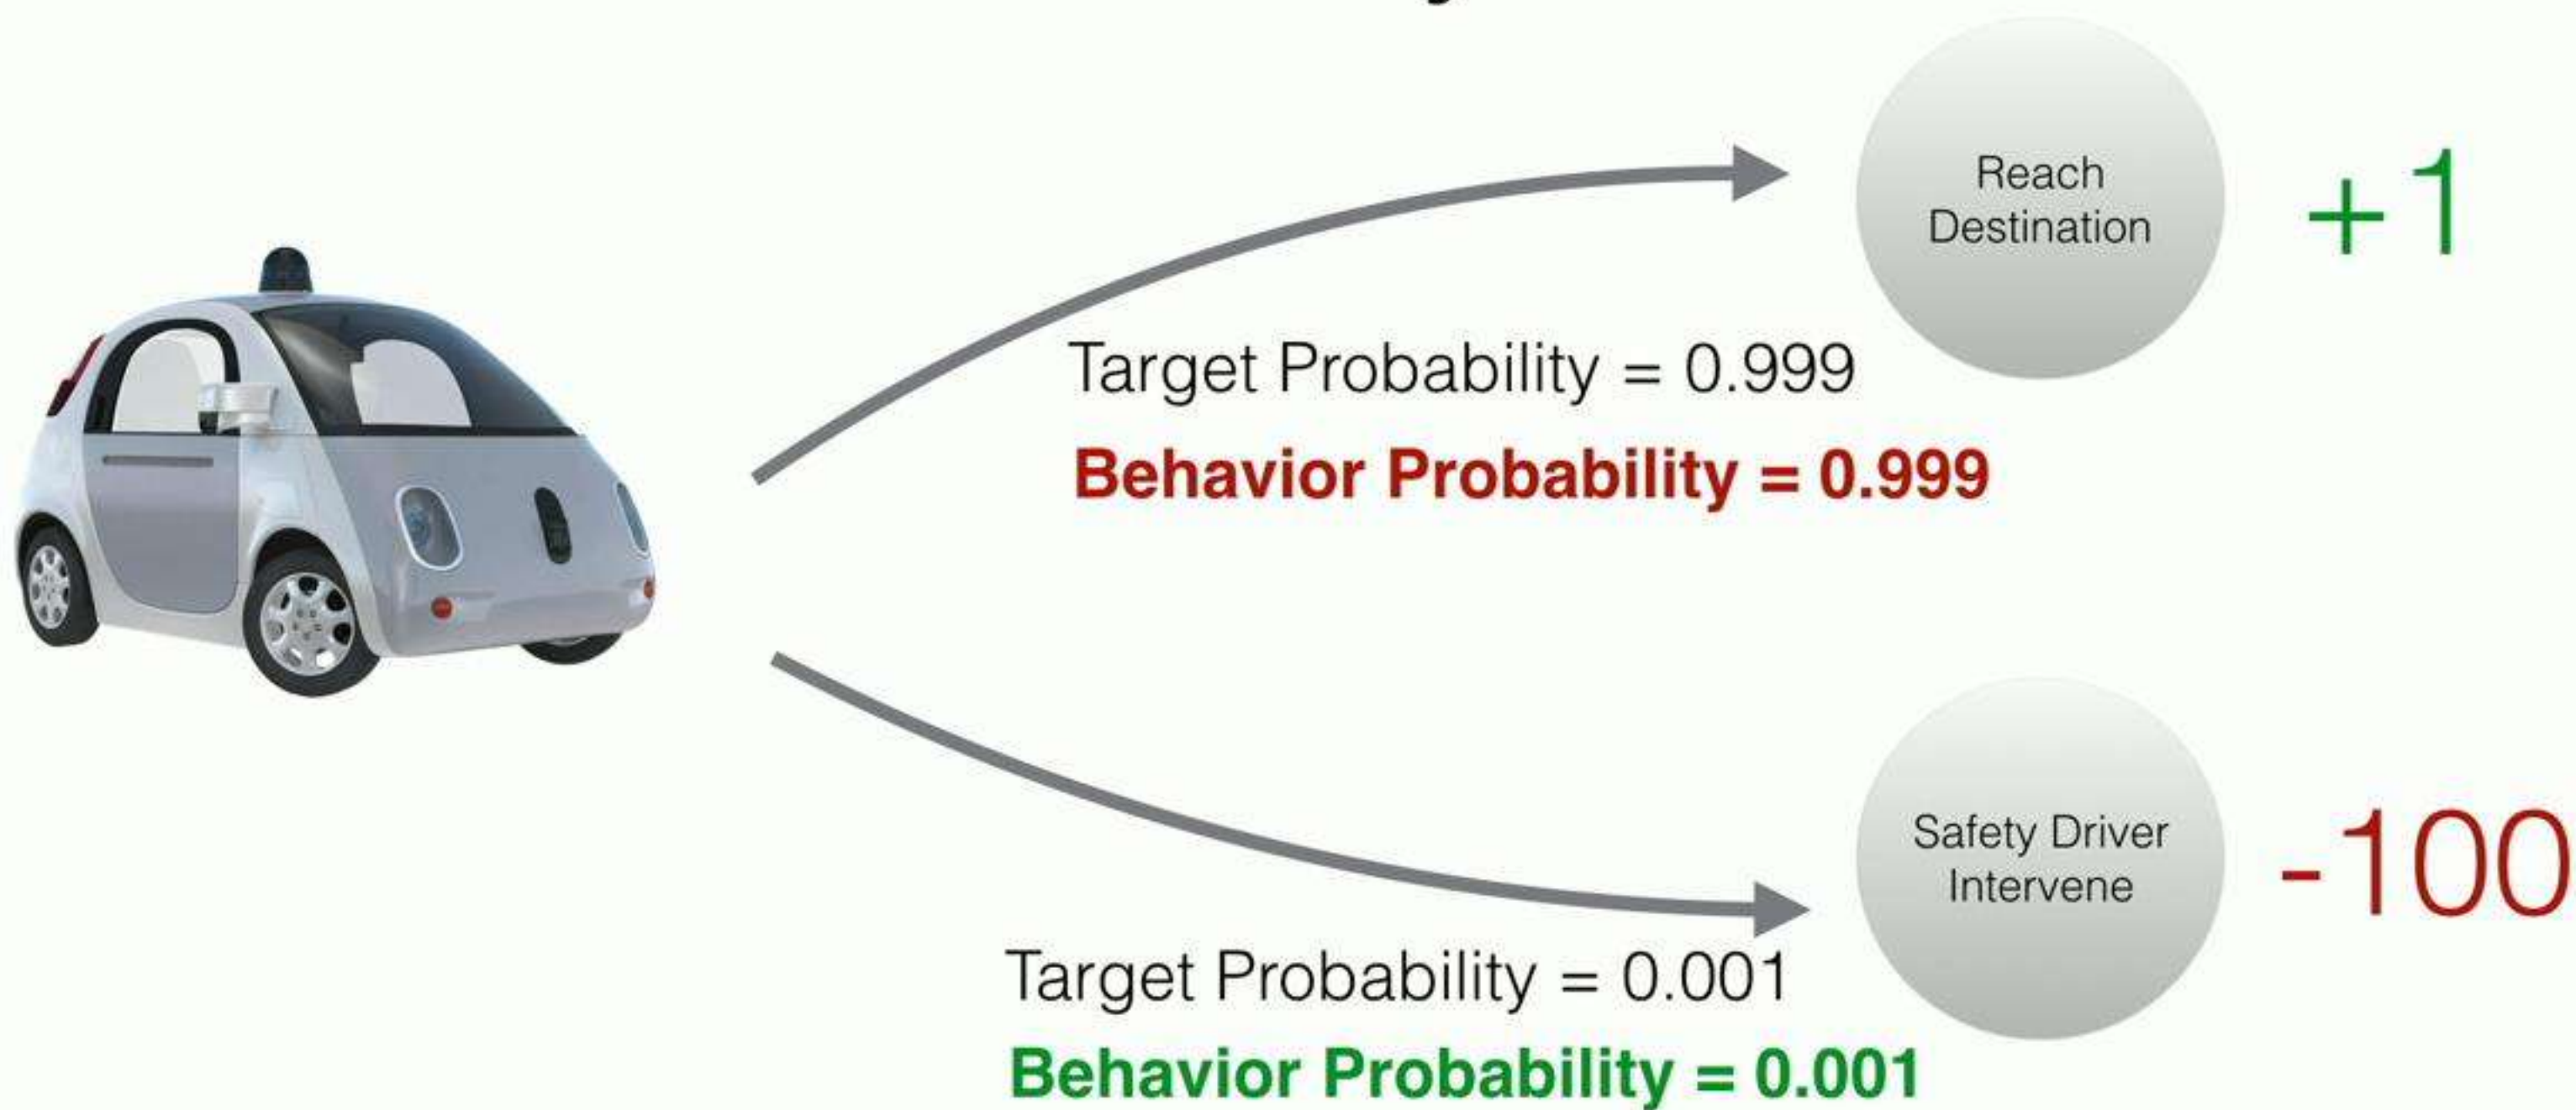 Reach
Destination
+1
Target Probability = 0.999
Behavior Probability = 0.999
Safety Driver
Intervene
-100
Target Probability = 0.001
Behavior Probability = 0.001